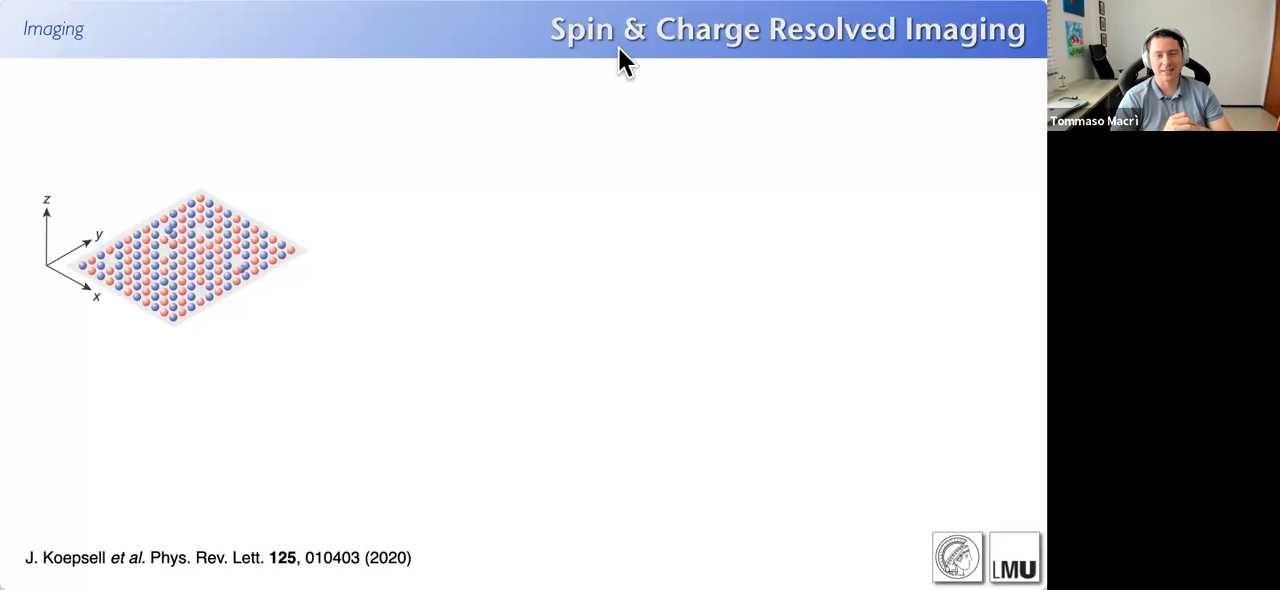 Imaging
Spin & Charge Resolved Imaging
Tommaso Macrì
z
y
x
J. Koepsell et al. Phys. Rev. Lett. 125, 010403 (2020)
LMU